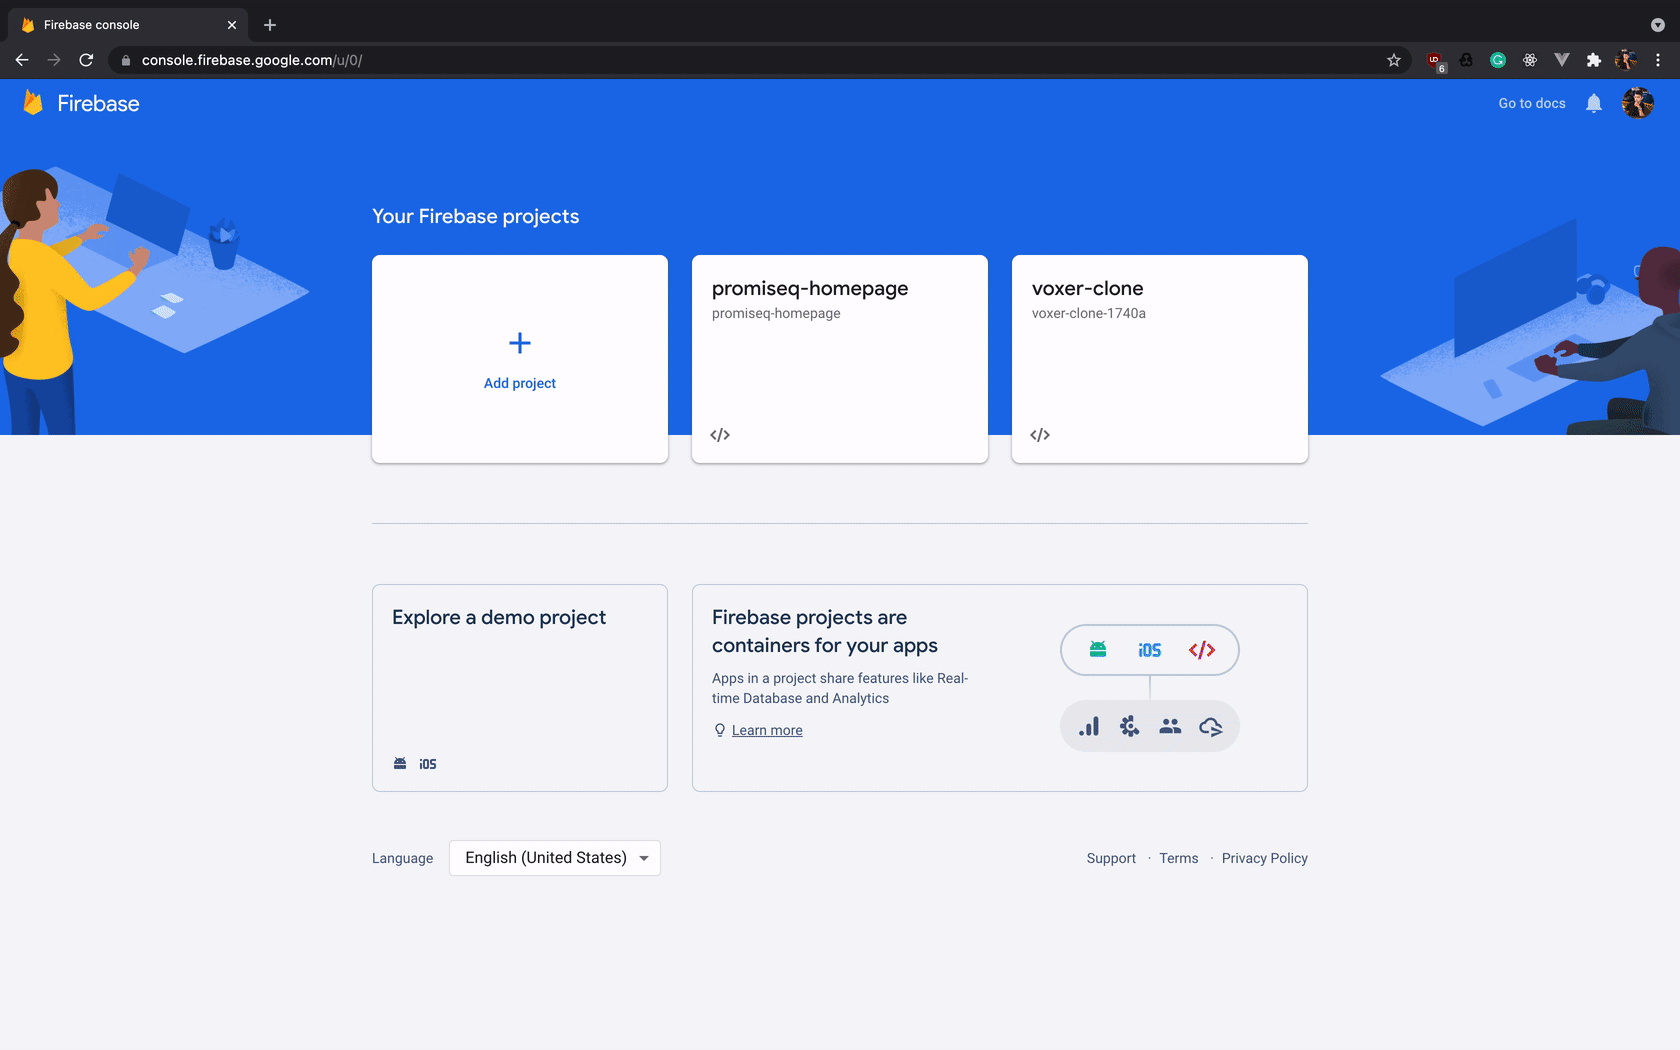 Firebase console
console.firebase.google.com/u/0/
6
Firebase
Go to docs
Your Firebase projects
Add project
promiseq-homepage
promiseq-homepage
voxer-clone
voxer-clone-1740a
Explore a demo project
iOS
Firebase projects are
containers for your apps
Apps in a project share features like Real-
time Database and Analytics
Learn more
iOS
Language
English (United States)
Support · Terms · Privacy Policy